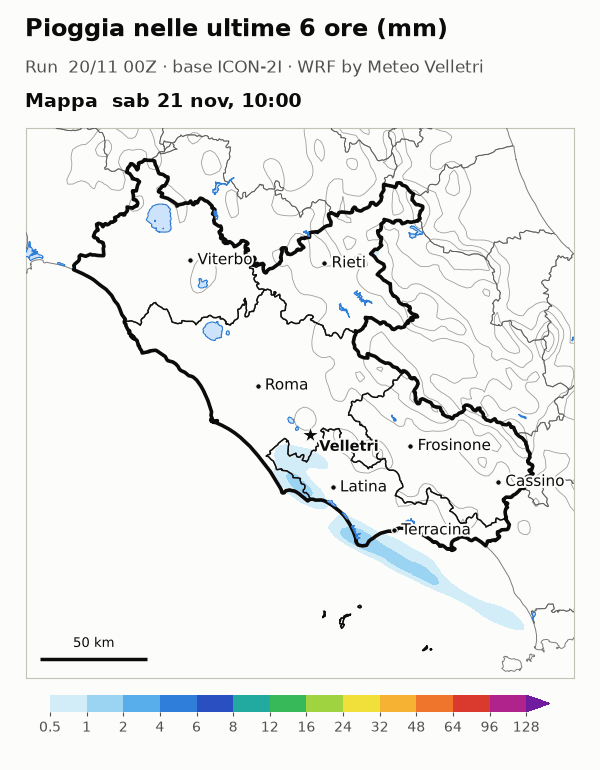 Pioggia nelle ultime 6 ore (mm)
Run 20/11 00Z · base ICON-2I · WRF by Meteo Velletri
Mappa sab 21 nov, 10:00
Viterbo
Rieti
Roma
Velletri
Frosinone
Latina
Cassino
Terracina
50 km
0.5 1 2 4 6 8 12 16 24 32 48 64 96 128